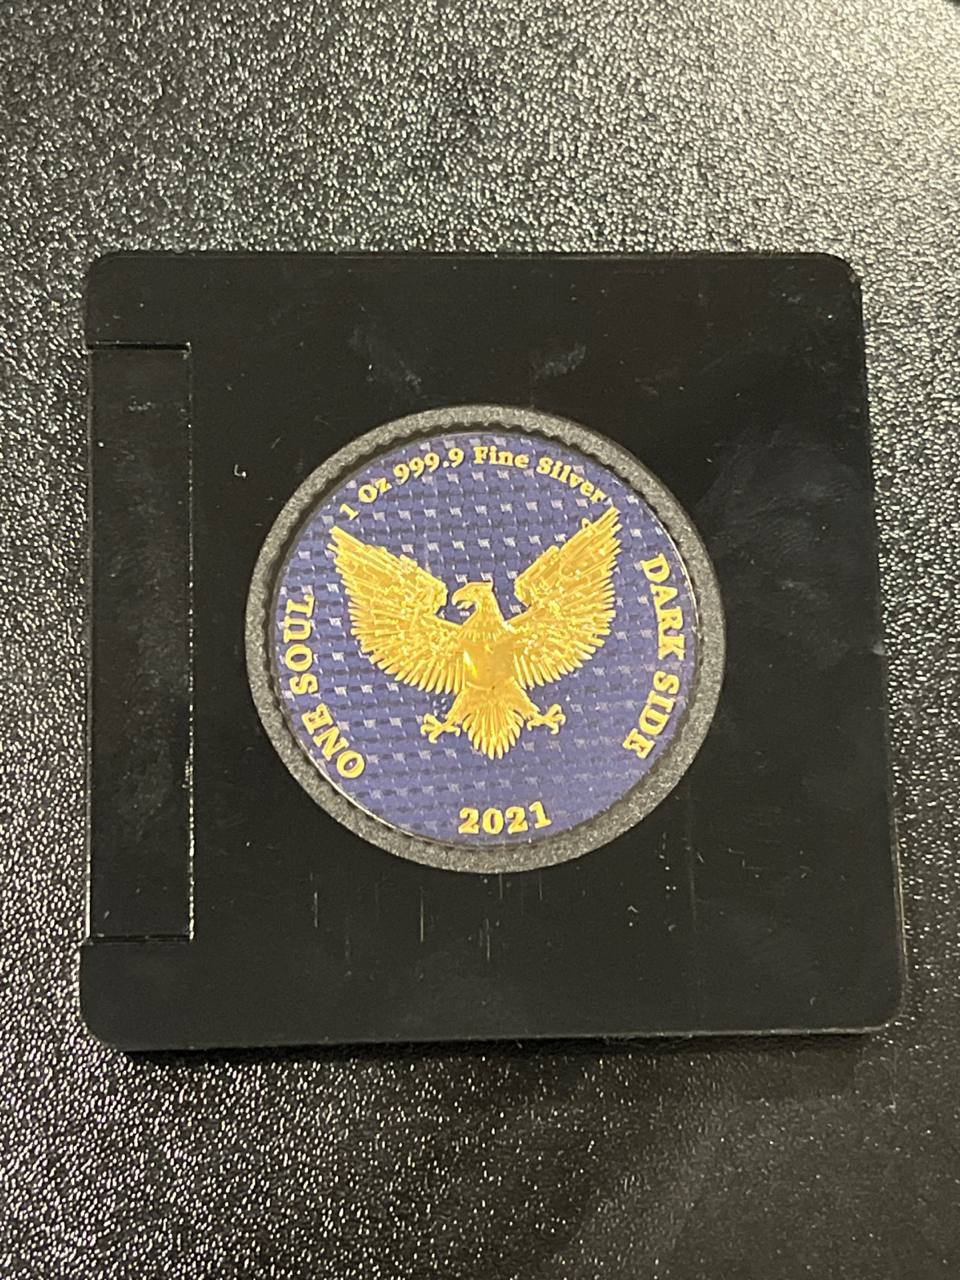 1 Oz 999.9 Fine Silver
ONE SOUL
DARK SIDE
2021